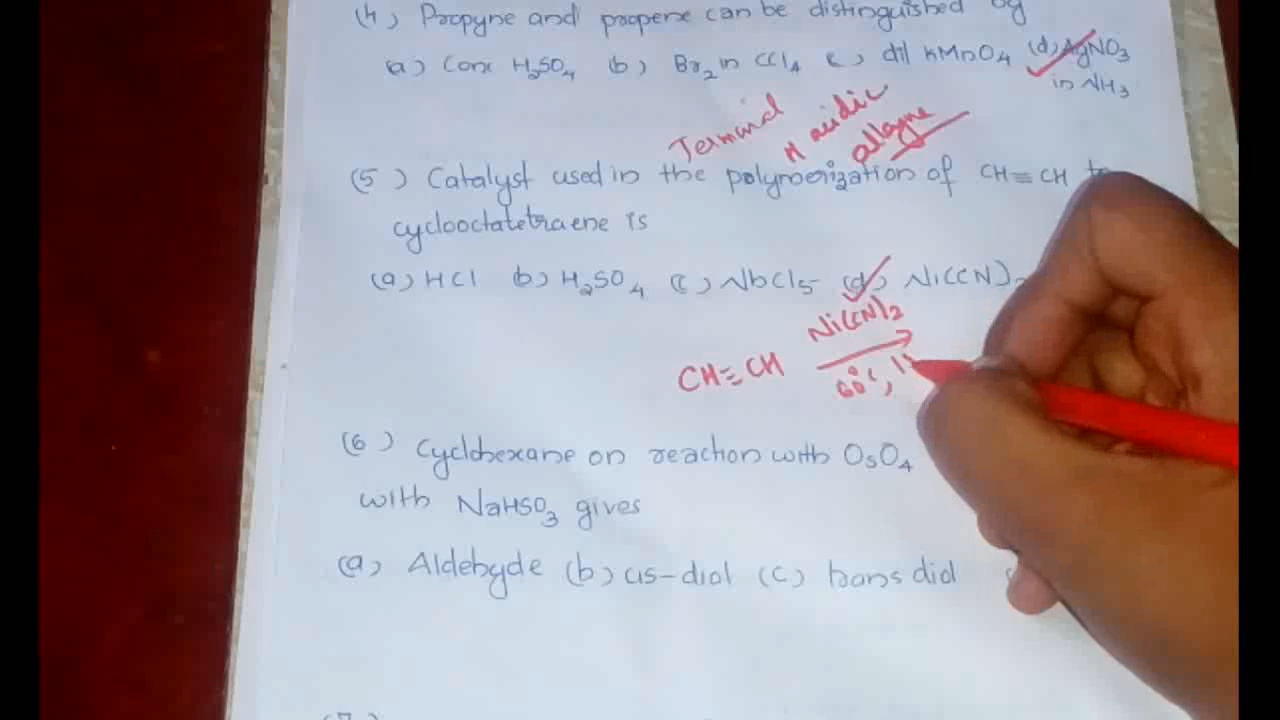 (4) Propyne and propene can be distinguished by
(a) Conc H2SO4 (b) Br2 in CCl4 (c) dil KMnO4 (d) AgNO3
in NH3
Terminal H acidic
alkyne
(5) Catalyst used in the polymerization of CH≡CH to
cyclooctatetraene is
(a) HCl (b) H2SO4 (c) NbCl5 (d) Ni(CN)2
Ni(CN)2
CH≡CH
60°C, 1
(6) Cyclohexane on reaction with OsO4
with NaHSO3 gives
(a) Aldehyde (b) cis-diol (c) trans diol